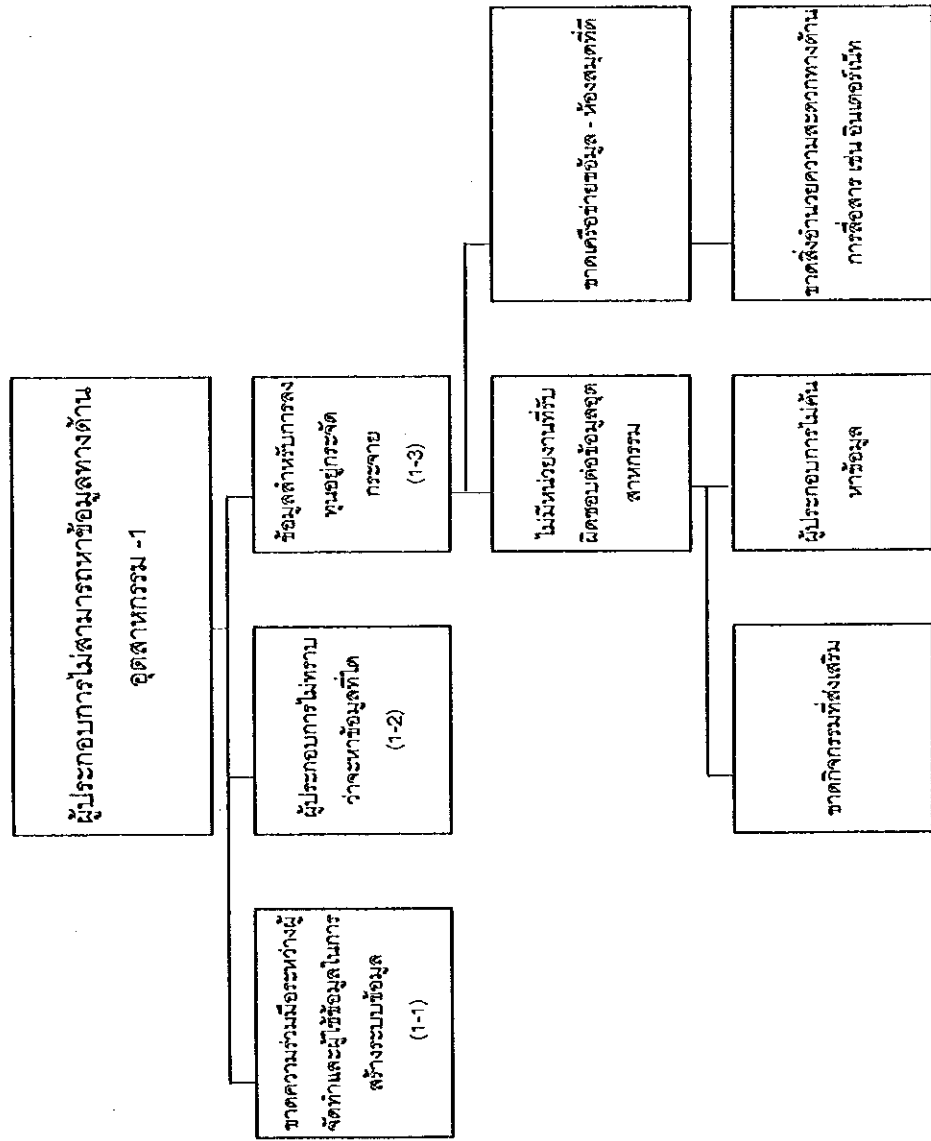 ผู้ประกอบการไม่สามารถหาข้อมูลทางด้าน
อุตสาหกรรม -1
ขาดความร่วมมือระหว่างผู้
จัดทำและผู้ใช้ข้อมูลในการ
สร้างระบบข้อมูล
(1-1)
ผู้ประกอบการไม่ทราบ
ว่าจะหาข้อมูลที่ใด
(1-2)
ข้อมูลสำหรับการลง
ทุนอยู่กระจัด
กระจาย
(1-3)
ไม่มีหน่วยงานที่รับ
ผิดชอบต่อข้อมูลอุต
สาหกรรม
ขาดเครือข่ายข้อมูล - ห้องสมุดที่ดี
ขาดกิจกรรมที่ส่งเสริม
ผู้ประกอบการไม่ค้น
หาข้อมูล
ขาดสิ่งอำนวยความสะดวกทางด้าน
การสื่อสาร เช่น อินเตอร์เน็ท